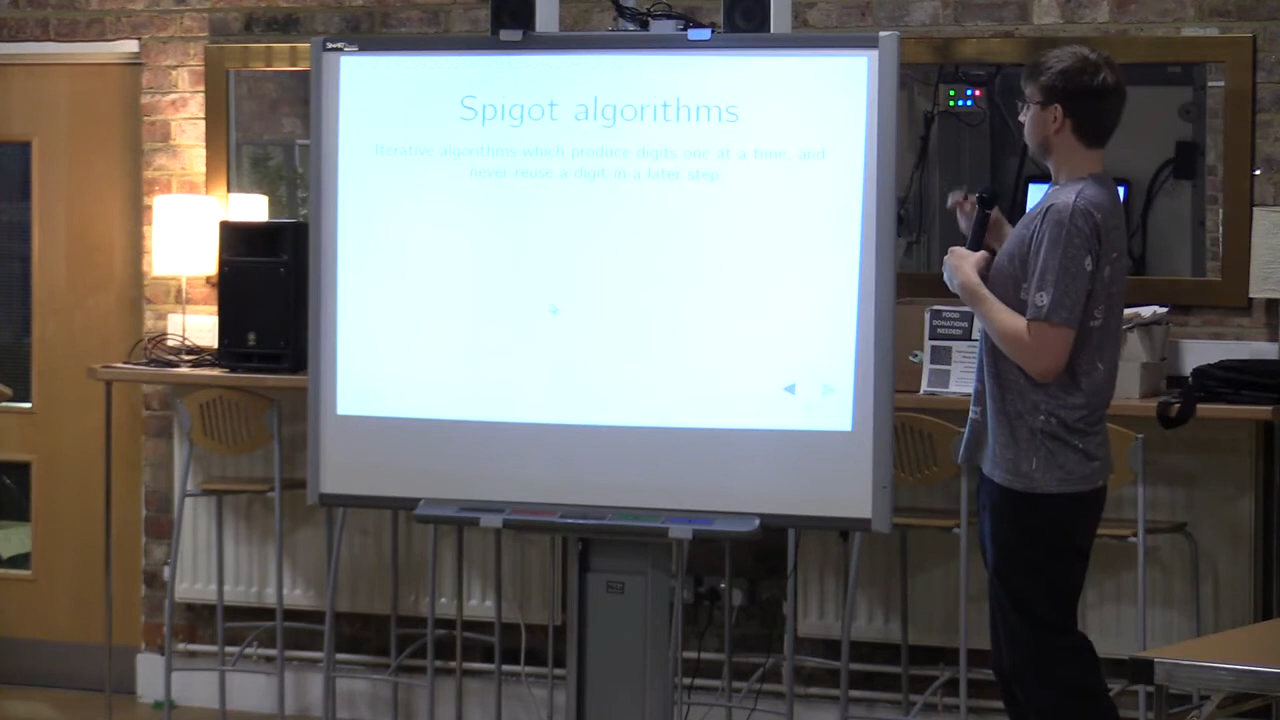 SMART
Spigot algorithms
Iterative algorithms which produce digits one at a time, and
never reuse a digit in a later step
FOOD
DONATIONS
NEEDED!